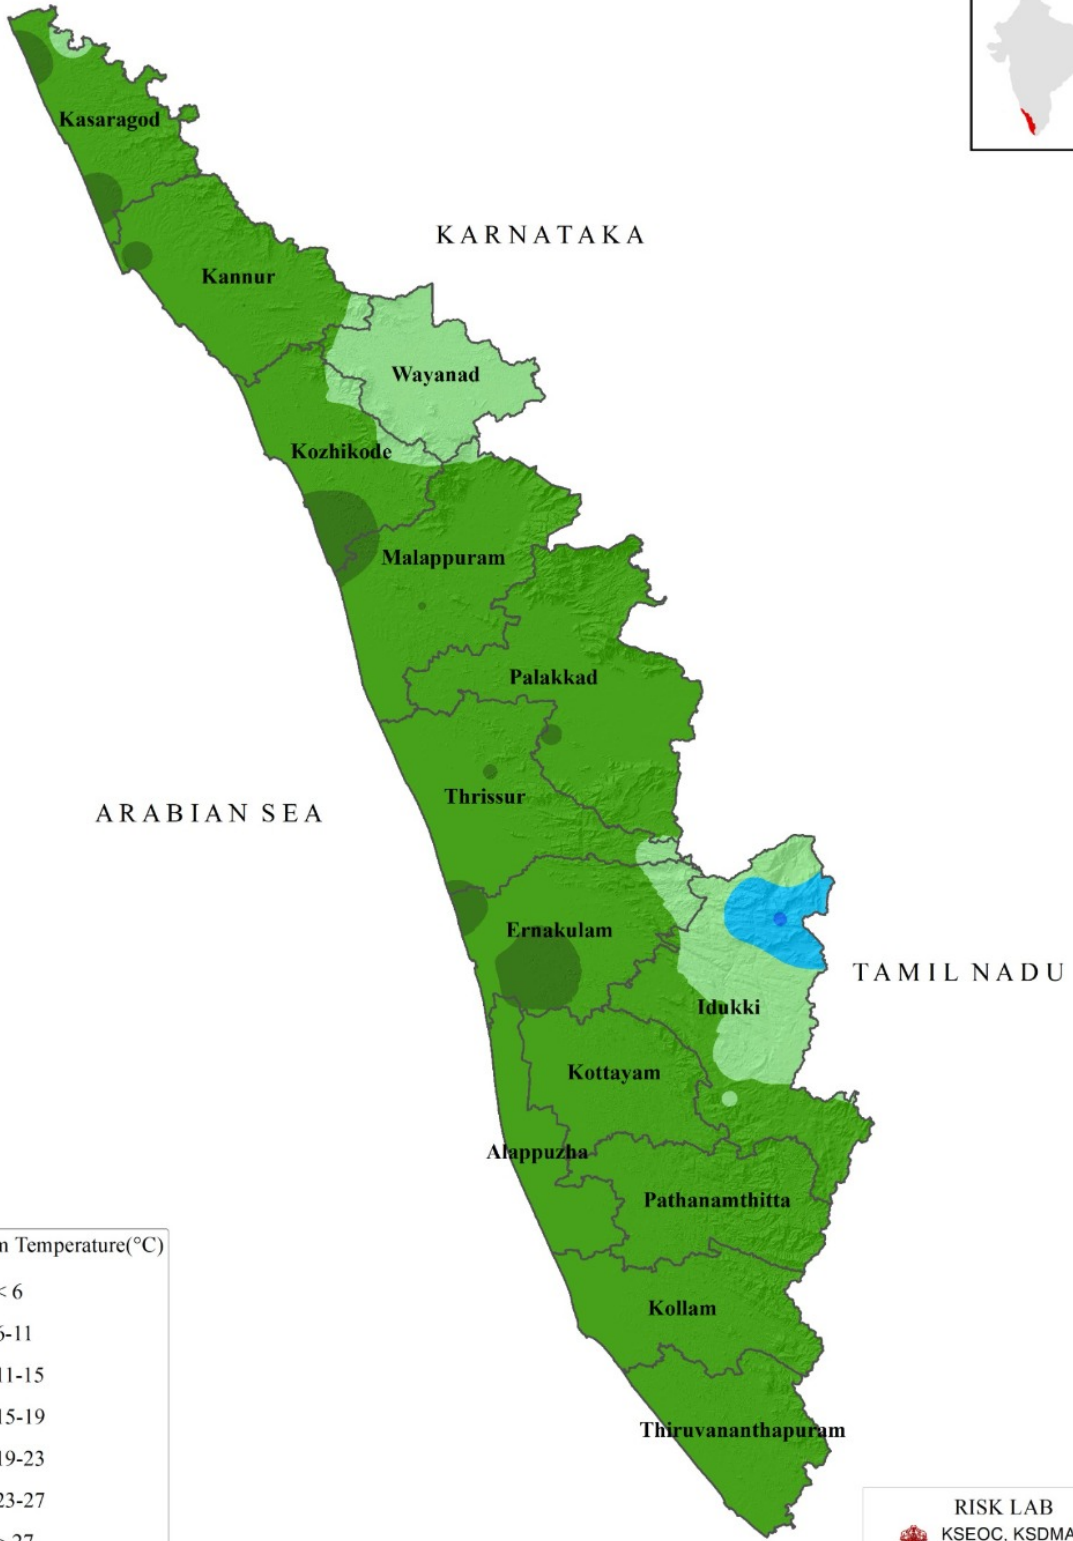 Kasaragod
KARNATAKA
Kannur
Wayanad
Kozhikode
Malappuram
Palakkad
Thrissur
ARABIAN SEA
Ernakulam
TAMIL NADU
Idukki
Kottayam
Alappuzha
Pathanamthitta
Kollam
Thiruvananthapuram
Temperature(°C)
< 6
6-11
11-15
15-19
19-23
23-27
> 27
RISK LAB
KSEOC, KSDMA